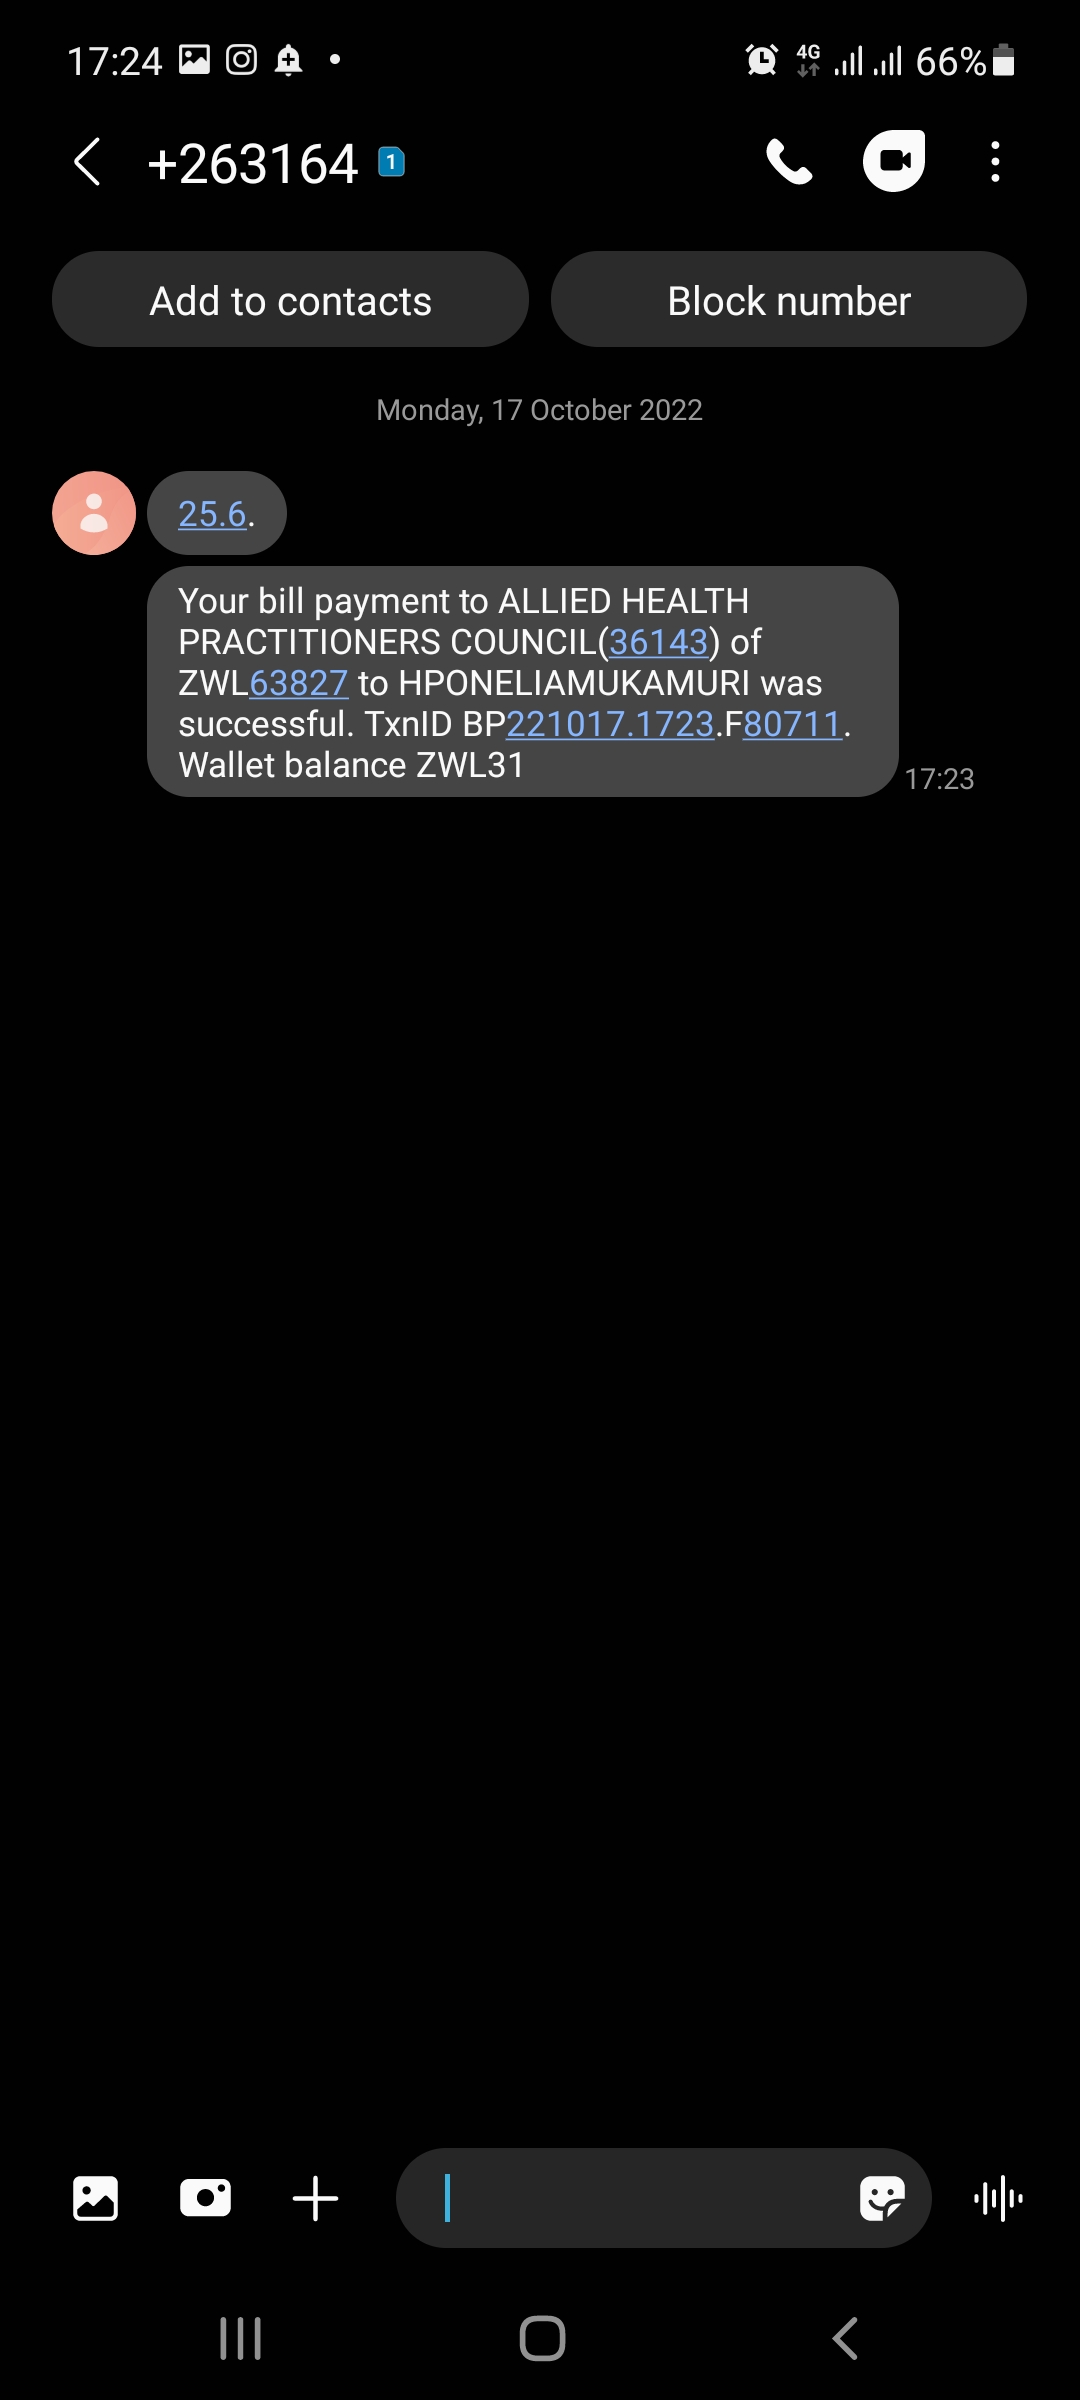 17:24 4G 66%
+263164 1
Add to contacts Block number
Monday, 17 October 2022
25.6.
Your bill payment to ALLIED HEALTH
PRACTITIONERS COUNCIL(36143) of
ZWL63827 to HPONELIAMUKAMURI was
successful. TxnID BP221017.1723.F80711.
Wallet balance ZWL31
17:23